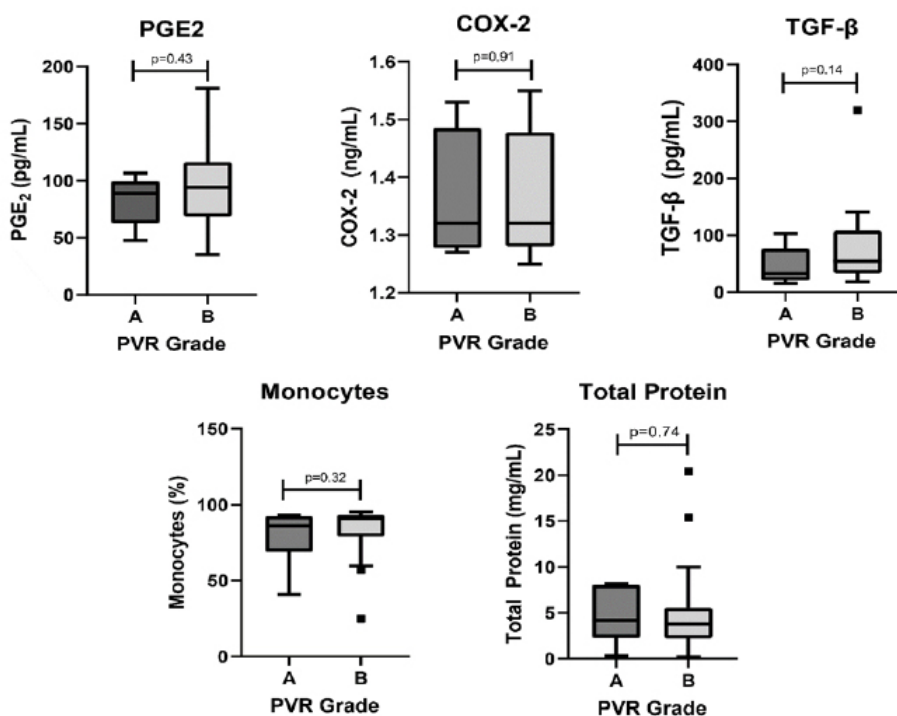 PGE2
p=0.43
200
150
100
50
0
PGE₂ (pg/mL)
A B
PVR Grade
COX-2
p=0.91
1.6
1.5
1.4
1.3
1.2
COX-2 (ng/mL)
A B
PVR Grade
TGF-β
p=0.14
400
300
200
100
0
TGF-β (pg/mL)
A B
PVR Grade
Monocytes
150
p=0.32
100
50
0
Monocytes (%)
A B
PVR Grade
Total Protein
25
p=0.74
20
15
10
5
0
Total Protein (mg/mL)
A B
PVR Grade